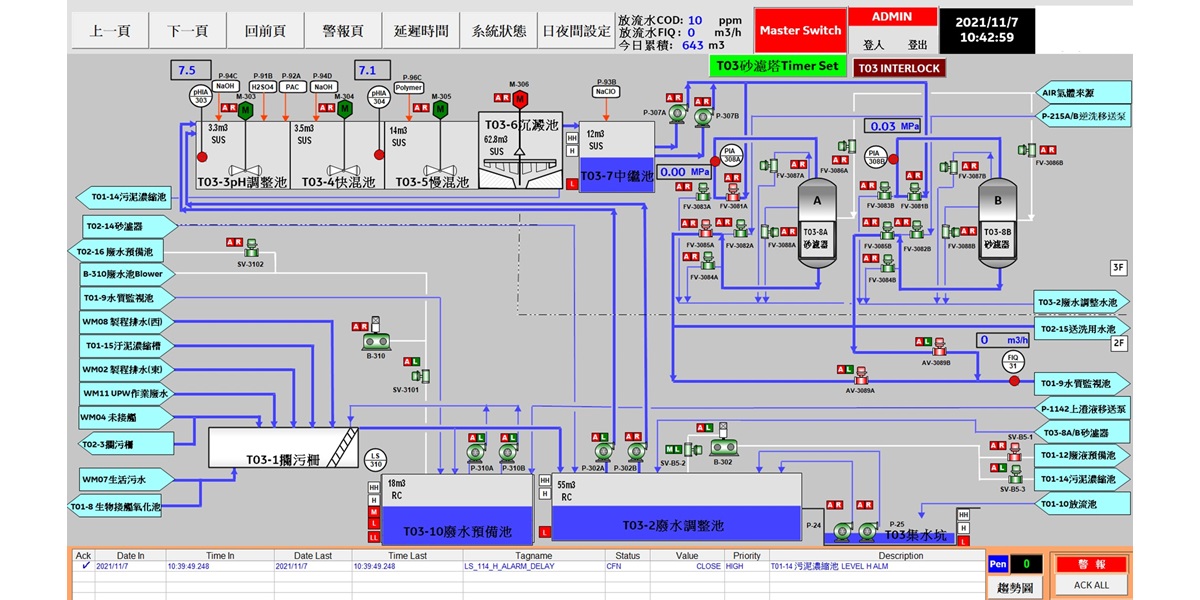 上一頁 下一頁 回前頁 警報頁 延遲時間 系統狀態 日夜間設定
放流水COD: 10 ppm
放流水FIQ: 0 m3/h
今日累積: 643 m3
Master Switch
ADMIN
登入 登出
2021/11/7
10:42:59
T03砂濾塔Timer Set
T03 INTERLOCK
7.5
7.1
P-94C
NaOH
P-91B
H2SO4
P-92A
PAC
P-94D
NaOH
P-96C
Polymer
P-93B
NaClO
pHIA
303
pHIA
304
A R M-303
A R M-304
M-305
A R M-306
3.3m3
SUS
T03-3pH調整池
3.5m3
SUS
T03-4快混池
14m3
SUS
T03-5慢混池
T03-6沉澱池
62.8m3
SUS
HH
H
L
12m3
SUS
T03-7中繼池
A R
P-307A
A R
P-307B
0.00 MPa
PIA
308A
0.03 MPa
PIA
308B
A R FV-3083A
A R FV-3081A
A R FV-3085A
A R FV-3082A
A R FV-3084A
A R FV-3087A
A R FV-3086A
A R FV-3088A
A
T03-8A
砂濾器
A R FV-3083B
A R FV-3081B
A R FV-3085B
A R FV-3082B
A R FV-3084B
A R FV-3087B
A R FV-3086B
A R FV-3088B
B
T03-8B
砂濾器
AIR氣體來源
P-215A/B逆洗移送泵
3F
T03-2廢水調整水池
T02-15送洗用水池
2F
0 m3/h
FIQ
31
A L AV-3089B
A L AV-3089A
T01-9水質監視池
P-1142上澄液移送泵
T03-8A/B砂濾器
T01-12廢液預備池
T01-14污泥濃縮池
T01-10放流池
T01-14污泥濃縮池
T02-14砂濾器
T02-16 廢水預備池
B-310廢水池Blower
T01-9水質監視池
WM08 製程排水(西)
T01-15汙泥濃縮槽
WM02 製程排水(東)
WM11 UPW作業廢水
WM04 未接觸
T02-3攔污柵
WM07生活污水
T01-8 生物接觸氧化池
A R
SV-3102
A R
B-310
A L
SV-3101
T03-1攔污柵
LS
310
A L
P-310A
A L
P-310B
A L
P-302A
A R
P-302B
M L
SV-B5-2
A L
B-302
A R SV-B5-1
A L SV-B5-3
HH
H
M
L
LL
18m3
RC
T03-10廢水預備池
HH
H
L
55m3
RC
T03-2廢水調整池
A R P-24
A R P-25
T03集水坑
HH
H
L
Ack Date In Time In Date Last Time Last Tagname Status Value Priority Description
✓ 2021/11/7 10:39:49.248 2021/11/7 10:39:49.248 LS_114_H_ALARM_DELAY CFN CLOSE HIGH T01-14 污泥濃縮池 LEVEL H ALM
Pen 0
趨勢圖
警 報
ACK ALL